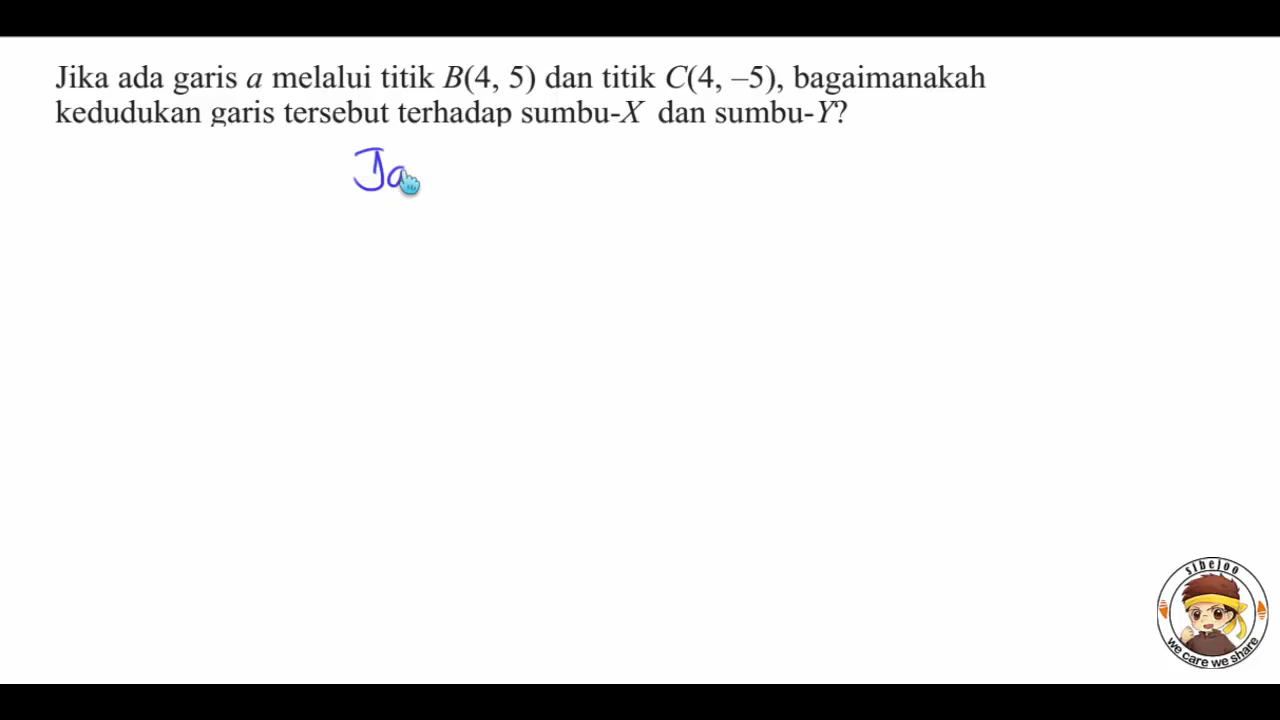 Jika ada garis a melalui titik B(4, 5) dan titik C(4, –5), bagaimanakah
kedudukan garis tersebut terhadap sumbu-X dan sumbu-Y?
Ja
sibejoo
we care we share